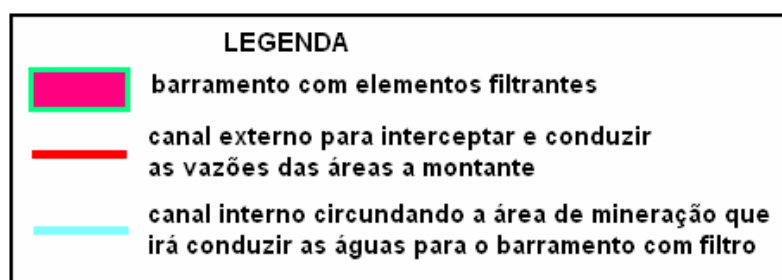 LEGENDA
barramento com elementos filtrantes
canal externo para interceptar e conduzir
as vazões das áreas a montante
canal interno circundando a área de mineração que
irá conduzir as águas para o barramento com filtro